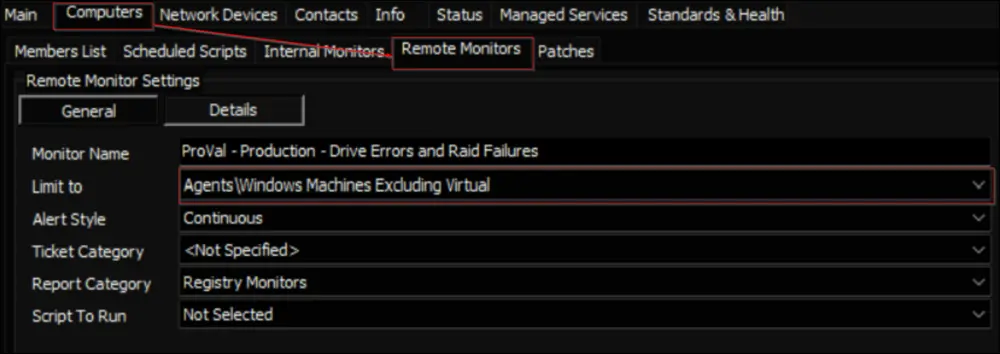 Main Computers Network Devices Contacts Info Status Managed Services Standards & Health
Members List Scheduled Scripts Internal Monitors Remote Monitors Patches
Remote Monitor Settings
General Details
Monitor Name ProVal - Production - Drive Errors and Raid Failures
Limit to Agents\Windows Machines Excluding Virtual
Alert Style Continuous
Ticket Category <Not Specified>
Report Category Registry Monitors
Script To Run Not Selected